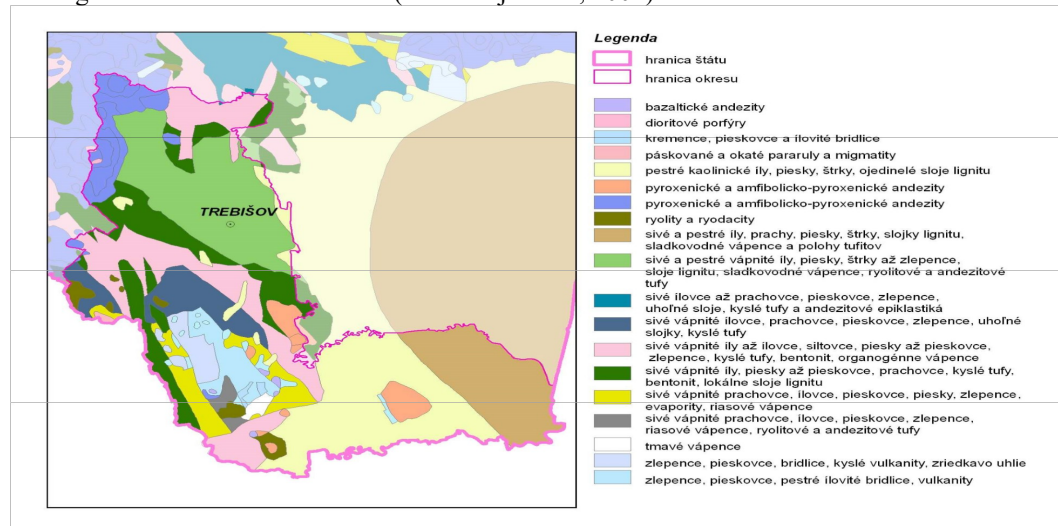 Legenda
hranica štátu
hranica okresu
bazaltické andezity
dioritové porfýry
kremence, pieskovce a ílovité bridlice
páskované a okaté pararuly a migmatity
pestré kaolinické íly, piesky, štrky, ojedinelé sloje lignitu
pyroxenické a amfibolicko-pyroxenické andezity
pyroxenické a amfibolicko-pyroxenické andezity
ryolity a ryodacity
sivé a pestré íly, prachy, piesky, štrky, slojky lignitu,
sladkovodné vápence a polohy tufitov
sivé a pestré vápnité íly, piesky, štrky až zlepence,
sloje lignitu, sladkovodné vápence, ryolitové a andezitové
tufy
sivé ílovce až prachovce, pieskovce, zlepence,
uhoľné sloje, kyslé tufy a andezitové epiklastiká
sivé vápnité ílovce, prachovce, pieskovce, zlepence, uhoľné
slojky, kyslé tufy
sivé vápnité íly až ílovce, siltovce, piesky až pieskovce,
zlepence, kyslé tufy, bentonit, organogénne vápence
sivé vápnité íly, piesky až pieskovce, prachovce, kyslé tufy,
bentonit, lokálne sloje lignitu
sivé vápnité prachovce, ílovce, pieskovce, piesky, zlepence,
evapority, riasové vápence
sivé vápnité prachovce, ílovce, pieskovce, zlepence,
riasové vápence, ryolitové a andezitové tufy
tmavé vápence
zlepence, pieskovce, bridlice, kyslé vulkanity, zriedkavo uhlie
zlepence, pieskovce, pestré ílovité bridlice, vulkanity
TREBIŠOV